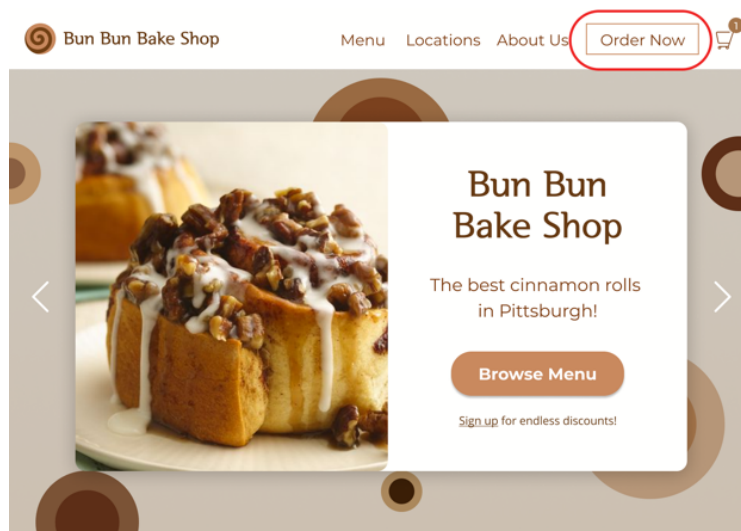 Bun Bun Bake Shop
Menu
Locations
About Us
Order Now
1
Bun Bun
Bake Shop
The best cinnamon rolls
in Pittsburgh!
Browse Menu
Sign up for endless discounts!